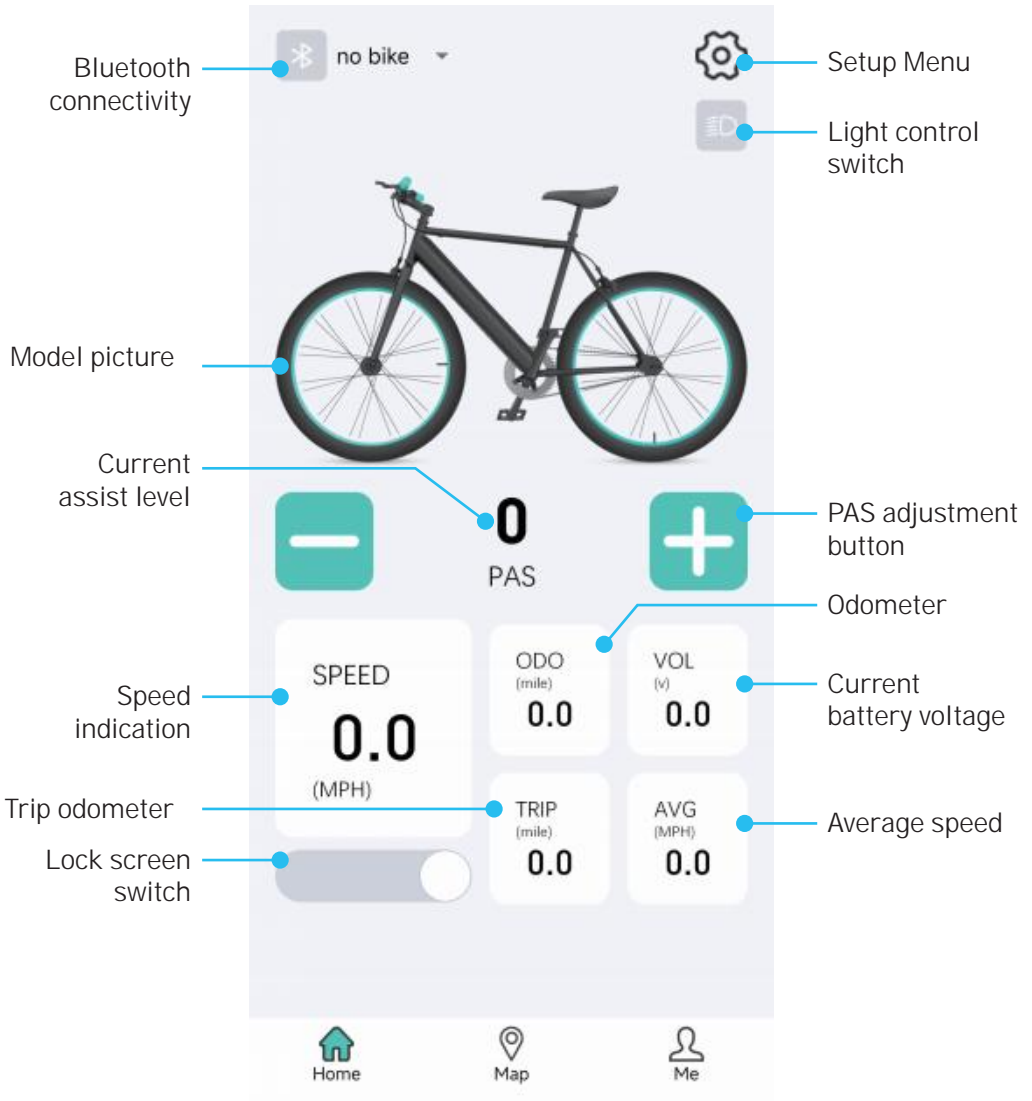 no bike
Bluetooth
connectivity
Setup Menu
Light control
switch
Model picture
Current
assist level
0
PAS
PAS adjustment
button
Odometer
SPEED
0.0
(MPH)
ODO
(mile)
0.0
VOL
(v)
0.0
Speed
indication
Current
battery voltage
Trip odometer
TRIP
(mile)
0.0
AVG
(MPH)
0.0
Average speed
Lock screen
switch
Home
Map
Me